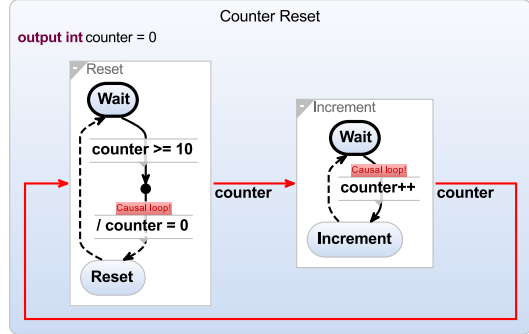 Counter Reset
output int counter = 0
- Reset
Wait
counter >= 10
Causal loop!
/ counter = 0
Reset
counter
- Increment
Wait
Causal loop!
counter++
Increment
counter